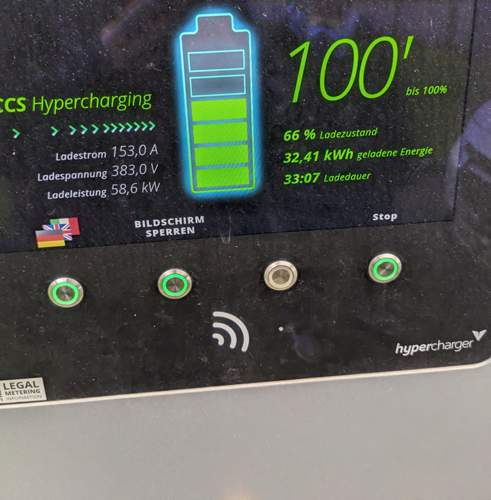 CCS Hypercharging
Ladestrom 153,0 A
Ladespannung 383,0 V
Ladeleistung 58,6 kW
100' bis 100%
66 % Ladezustand
32,41 kWh geladene Energie
33:07 Ladedauer
BILDSCHIRM
SPERREN
Stop
hypercharger
LEGAL
METERING
INFORMATION